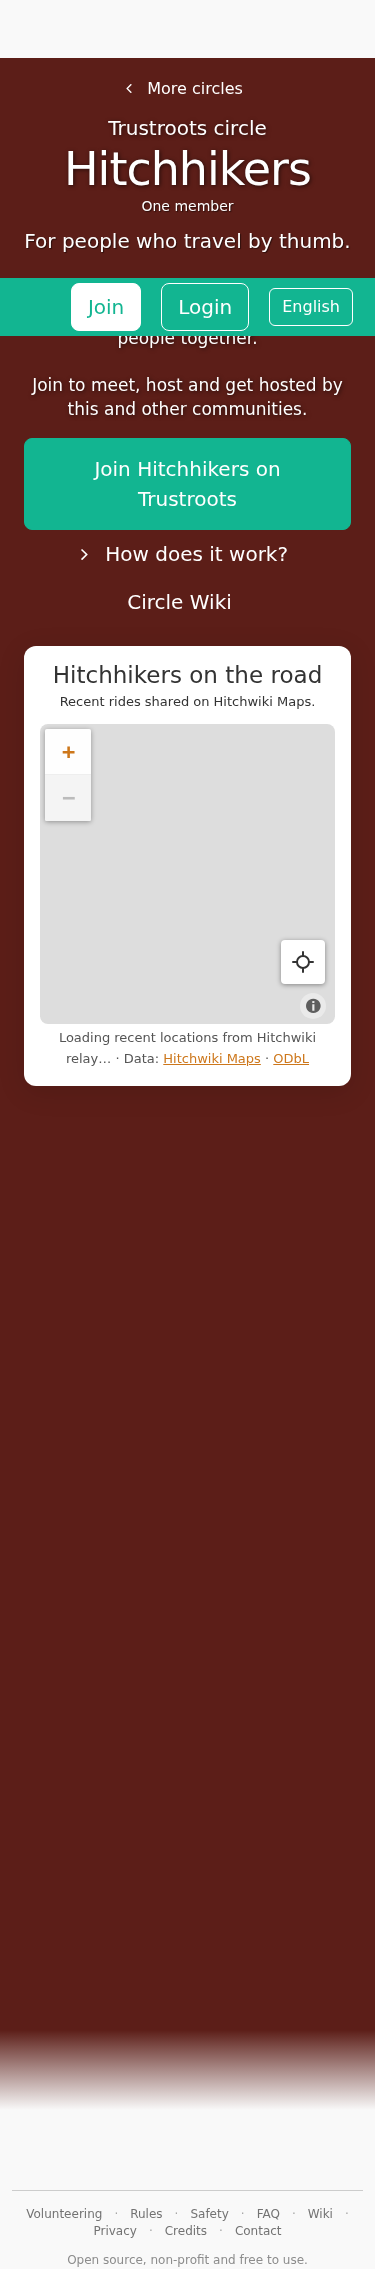 More circles
Trustroots circle
Hitchhikers
One member
For people who travel by thumb.
Join
Login
English
people together.
Join to meet, host and get hosted by
this and other communities.
Join Hitchhikers on
Trustroots
How does it work?
Circle Wiki
Hitchhikers on the road
Recent rides shared on Hitchwiki Maps.
+
−
Loading recent locations from Hitchwiki
relay… · Data: Hitchwiki Maps · ODbL
Volunteering · Rules · Safety · FAQ · Wiki ·
Privacy · Credits · Contact
Open source, non-profit and free to use.